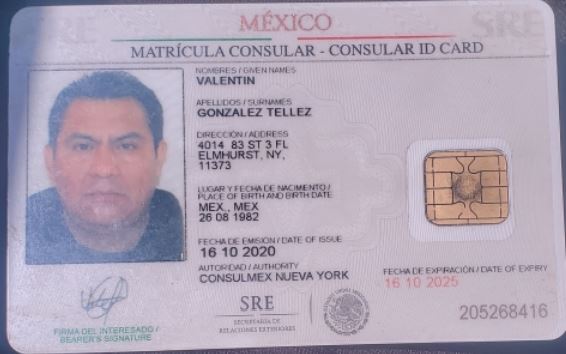 SRE
MÉXICO
SRE
MATRÍCULA CONSULAR - CONSULAR ID CARD
NOMBRES / GIVEN NAMES
VALENTIN
APELLIDOS / SURNAMES
GONZALEZ TELLEZ
DIRECCIÓN / ADDRESS
4014 83 ST 3 FL
ELMHURST, NY,
11373
LUGAR Y FECHA DE NACIMIENTO /
PLACE OF BIRTH AND BIRTH DATE
MEX., MEX
26 08 1982
FECHA DE EMISIÓN / DATE OF ISSUE
16 10 2020
AUTORIDAD / AUTHORITY
CONSULMEX NUEVA YORK
FECHA DE EXPIRACIÓN / DATE OF EXPIRY
16 10 2025
SRE
SECRETARÍA DE
RELACIONES EXTERIORES
205268416
FIRMA DEL INTERESADO /
BEARER'S SIGNATURE